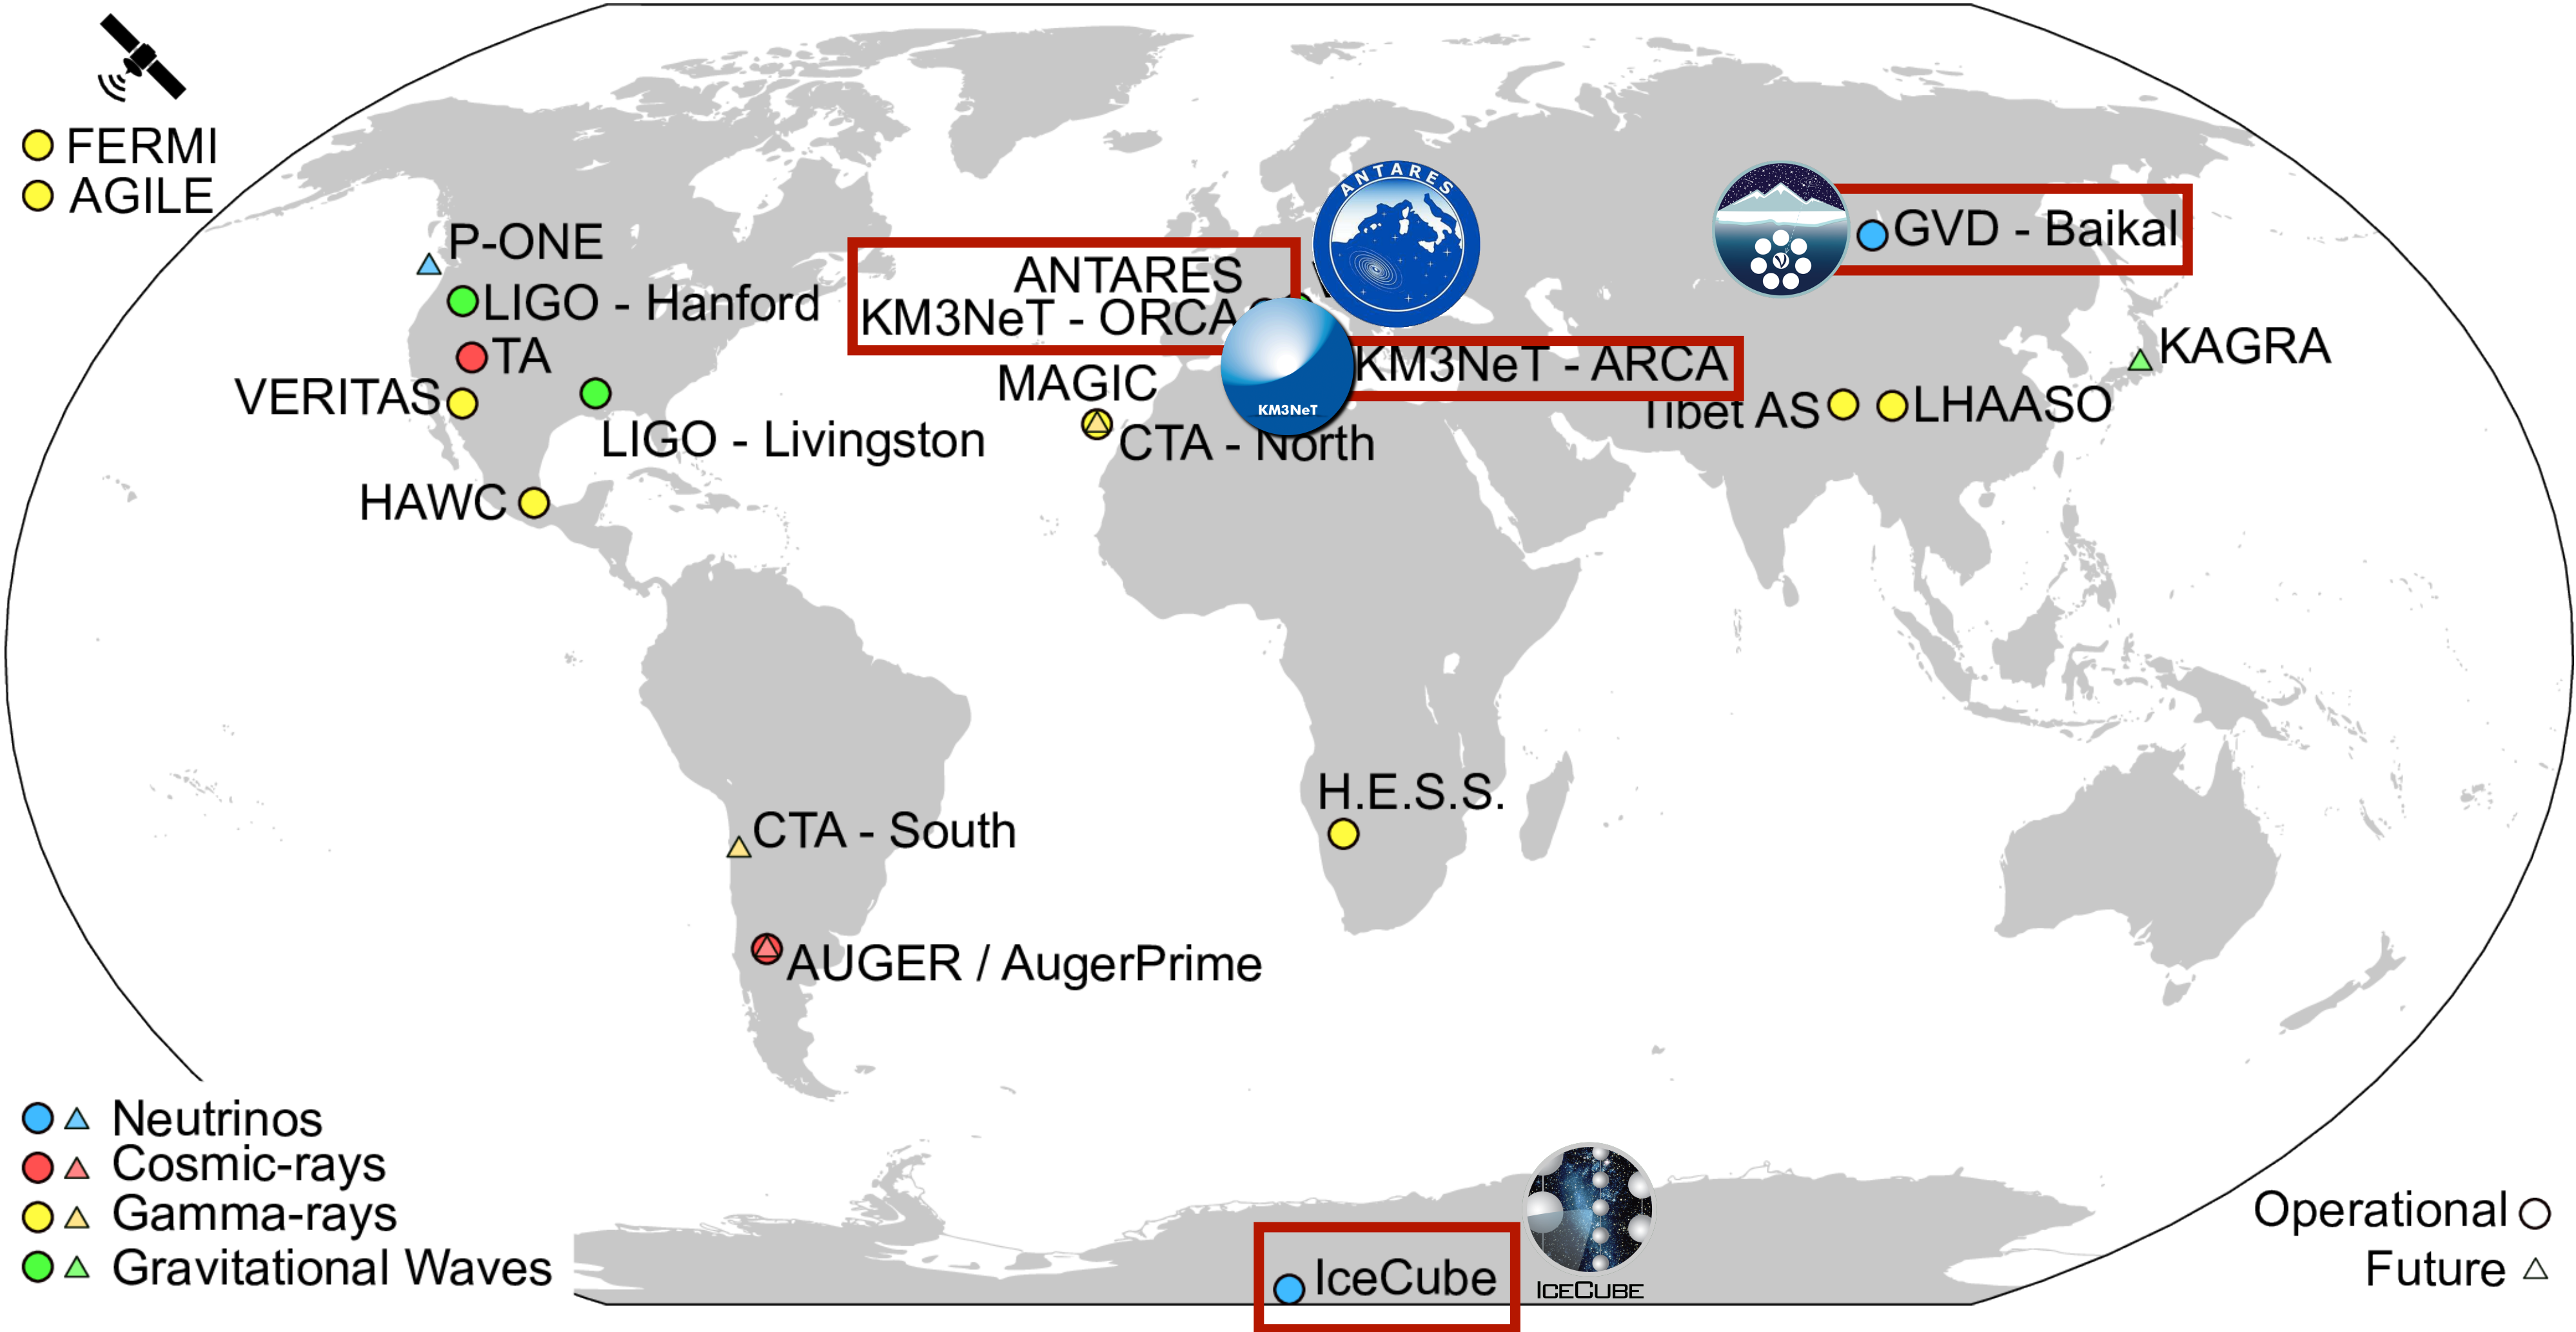 FERMI
AGILE
P-ONE
LIGO - Hanford
TA
VERITAS
LIGO - Livingston
HAWC
ANTARES
KM3NeT - ORCA
ANTARES
KM3NeT
KM3NeT - ARCA
MAGIC
CTA - North
GVD - Baikal
KAGRA
Tibet AS
LHAASO
H.E.S.S.
CTA - South
AUGER / AugerPrime
IceCube
ICECUBE
Neutrinos
Cosmic-rays
Gamma-rays
Gravitational Waves
Operational
Future